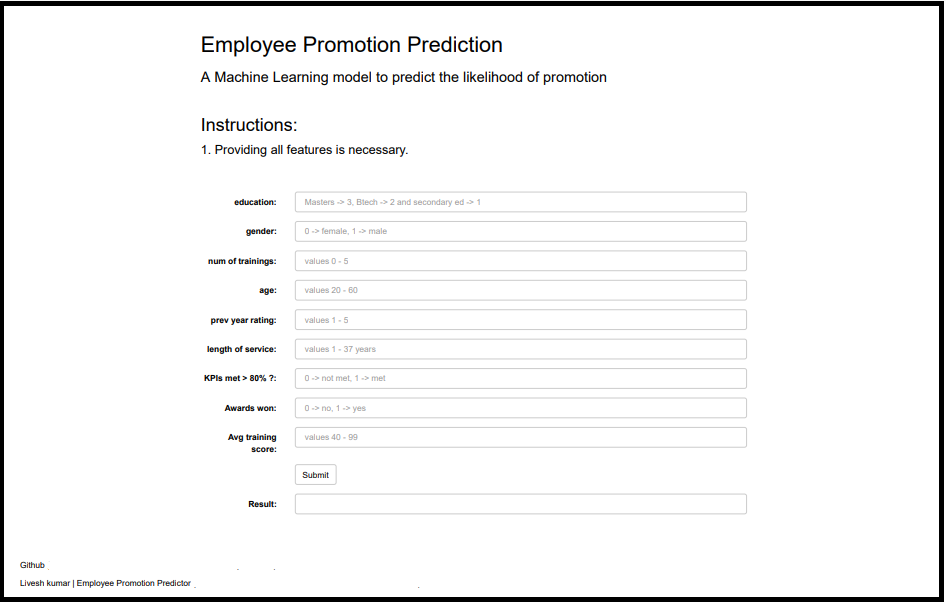 Employee Promotion Prediction
A Machine Learning model to predict the likelihood of promotion
Instructions:
1. Providing all features is necessary.
education: Masters -> 3, Btech -> 2 and secondary ed -> 1
gender: 0 -> female, 1 -> male
num of trainings: values 0 - 5
age: values 20 - 60
prev year rating: values 1 - 5
length of service: values 1 - 37 years
KPIs met > 80% ?: 0 -> not met, 1 -> met
Awards won: 0 -> no, 1 -> yes
Avg training values 40 - 99
score:
Submit
Result:
Github
Livesh kumar | Employee Promotion Predictor